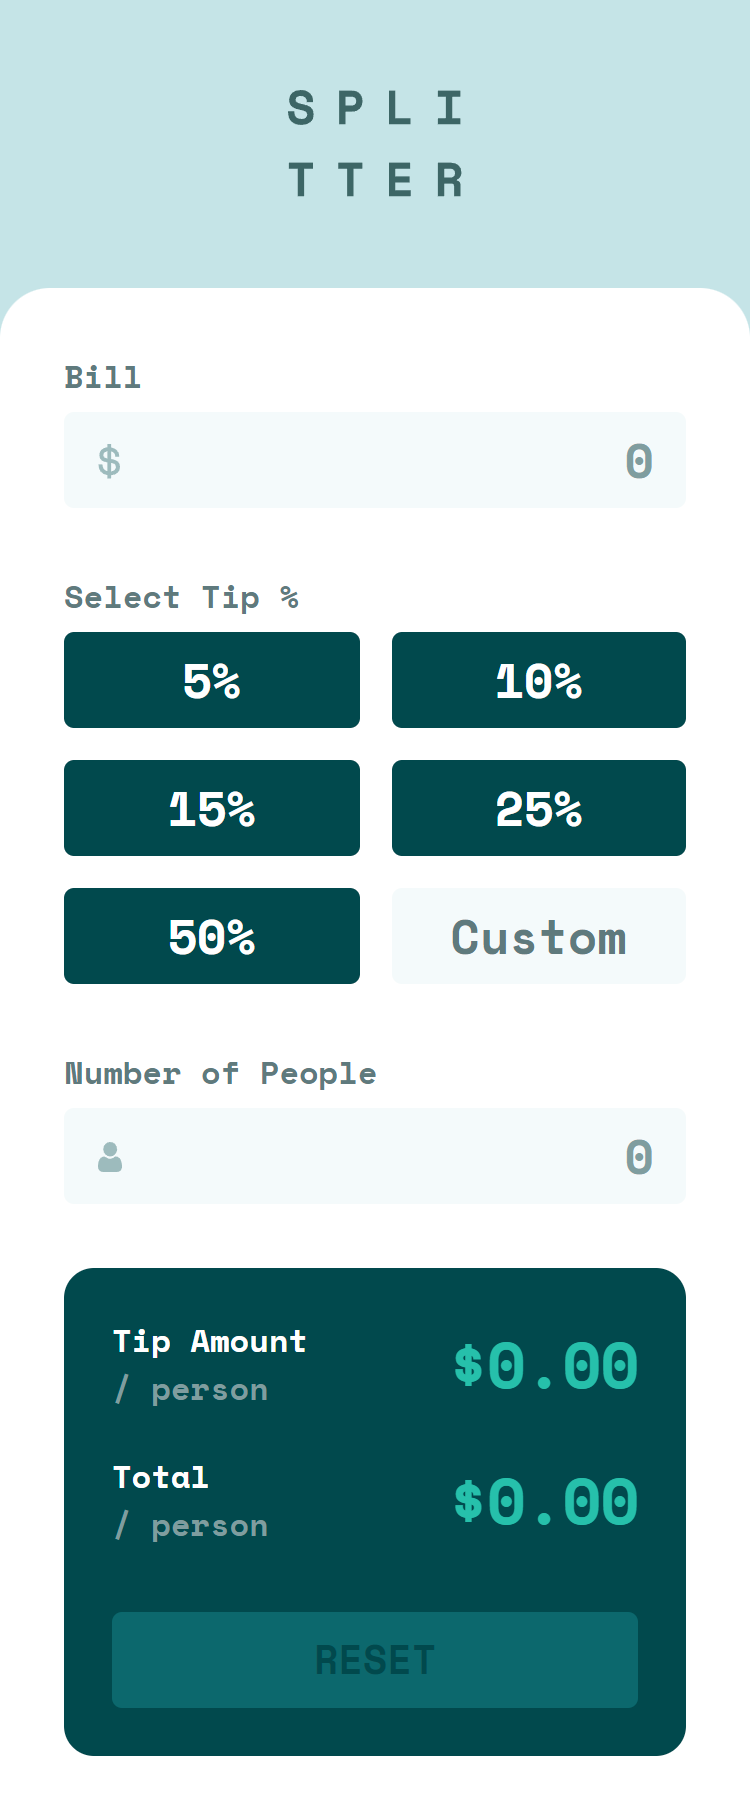 SPLI
TTER
Bill
$ 0
Select Tip %
5% 10%
15% 25%
50% Custom
Number of People
0
Tip Amount
/ person
$0.00
Total
/ person
$0.00
RESET